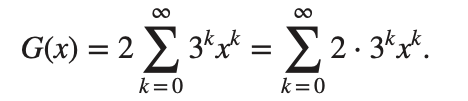 G(x) = 2 ∑_{k=0}^{∞} 3^k x^k = ∑_{k=0}^{∞} 2 · 3^k x^k.